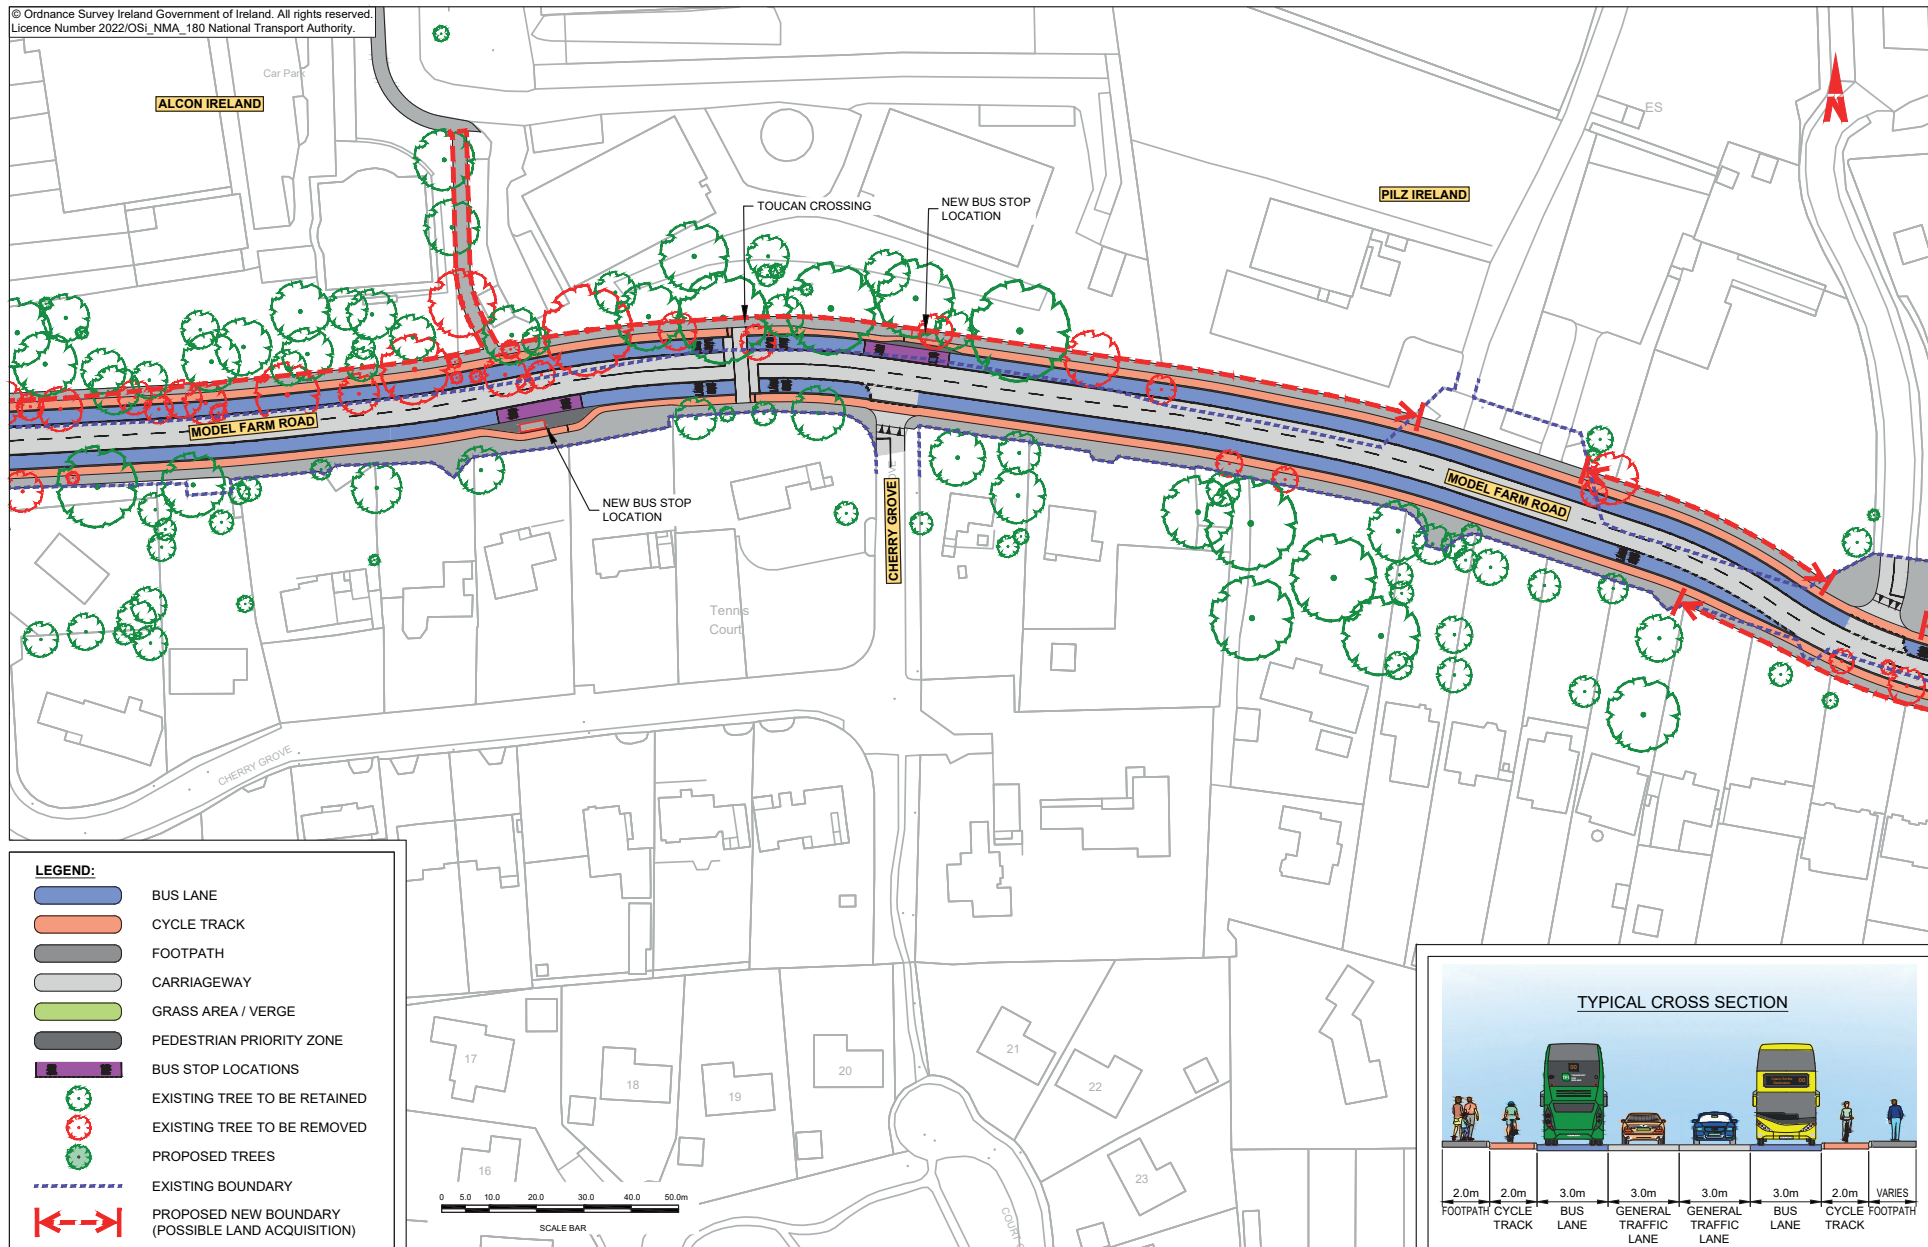 © Ordnance Survey Ireland Government of Ireland. All rights reserved.
Licence Number 2022/OSi_NMA_180 National Transport Authority.
Car Park
ALCON IRELAND
ES
PILZ IRELAND
N
TOUCAN CROSSING
NEW BUS STOP
LOCATION
MODEL FARM ROAD
NEW BUS STOP
LOCATION
CHERRY GROVE
MODEL FARM ROAD
Tennis
Court
CHERRY GROVE
17
18
19
20
21
22
16
23
LEGEND:
BUS LANE
CYCLE TRACK
FOOTPATH
CARRIAGEWAY
GRASS AREA / VERGE
PEDESTRIAN PRIORITY ZONE
BUS STOP LOCATIONS
EXISTING TREE TO BE RETAINED
EXISTING TREE TO BE REMOVED
PROPOSED TREES
EXISTING BOUNDARY
PROPOSED NEW BOUNDARY
(POSSIBLE LAND ACQUISITION)
0 5.0 10.0 20.0 30.0 40.0 50.0m
SCALE BAR
COURT
TYPICAL CROSS SECTION
2.0m 2.0m 3.0m 3.0m 3.0m 3.0m 2.0m VARIES
FOOTPATH CYCLE TRACK BUS LANE GENERAL TRAFFIC LANE GENERAL TRAFFIC LANE BUS LANE CYCLE TRACK FOOTPATH